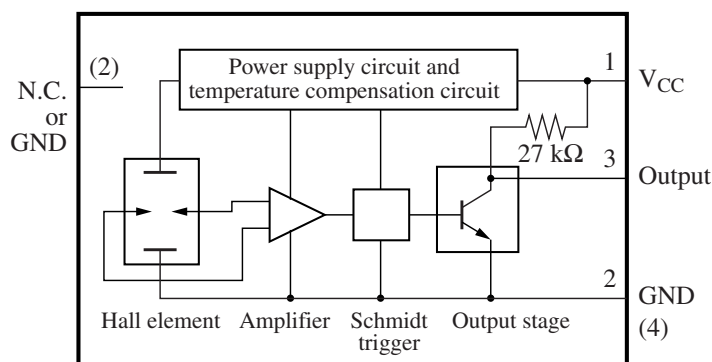 (2)
N.C.
or
GND
Power supply circuit and
temperature compensation circuit
1
V_CC
27 kΩ
3
Output
2
GND
(4)
Hall element
Amplifier
Schmidt
trigger
Output stage